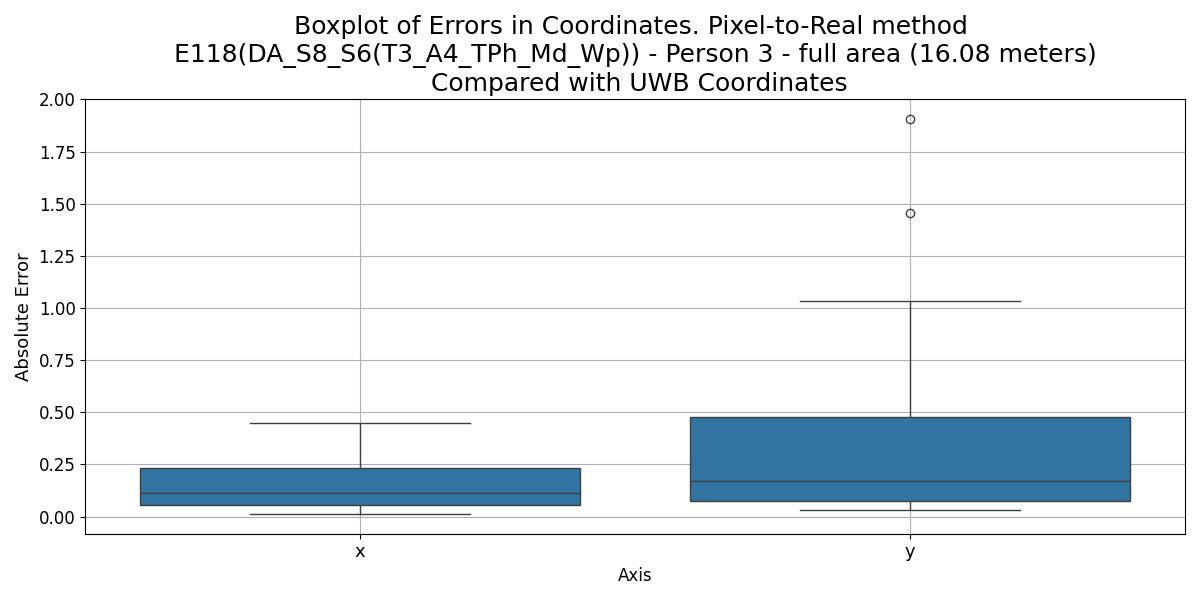 Boxplot of Errors in Coordinates. Pixel-to-Real method
E118(DA_S8_S6(T3_A4_TPh_Md_Wp)) - Person 3 - full area (16.08 meters)
Compared with UWB Coordinates
2.00
1.75
1.50
1.25
1.00
0.75
0.50
0.25
0.00
Absolute Error
x y
Axis